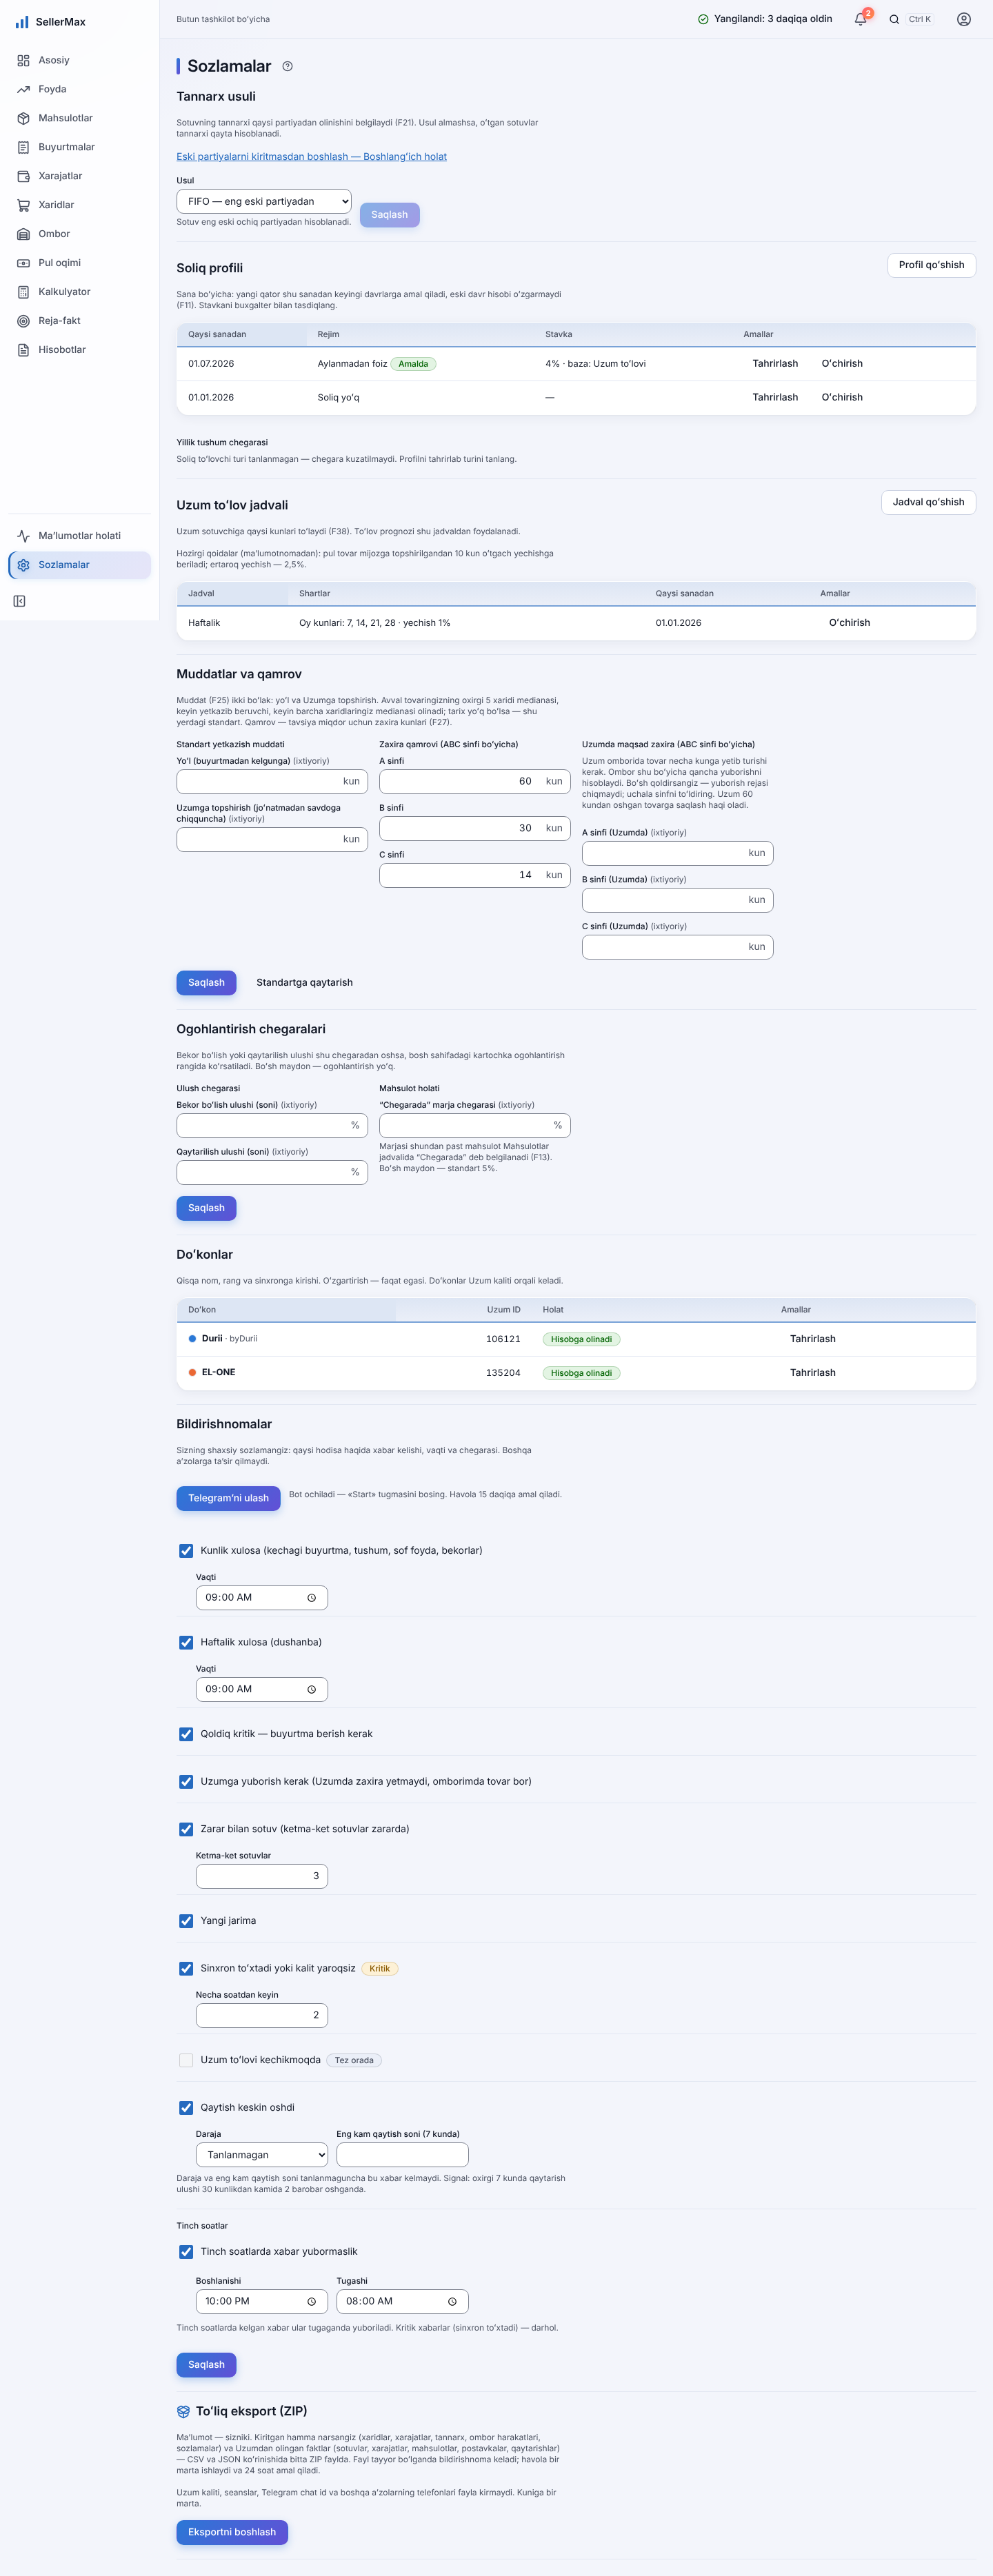 SellerMax
Butun tashkilot bo‘yicha
Yangilandi: 3 daqiqa oldin
2
Ctrl K
Asosiy
Foyda
Mahsulotlar
Buyurtmalar
Xarajatlar
Xaridlar
Ombor
Pul oqimi
Kalkulyator
Reja-fakt
Hisobotlar
Ma’lumotlar holati
Sozlamalar
Sozlamalar
Tannarx usuli
Sotuvning tannarxi qaysi partiyadan olinishini belgilaydi (F21). Usul almashsa, o‘tgan sotuvlar
tannarxi qayta hisoblanadi.
Eski partiyalarni kiritmasdan boshlash — Boshlang‘ich holat
Usul
FIFO — eng eski partiyadan
Saqlash
Sotuv eng eski ochiq partiyadan hisoblanadi.
Soliq profili
Profil qo‘shish
Sana bo‘yicha: yangi qator shu sanadan keyingi davrlarga amal qiladi, eski davr hisobi o‘zgarmaydi
(F11). Stavkani buxgalter bilan tasdiqlang.
Qaysi sanadan Rejim Stavka Amallar
01.07.2026 Aylanmadan foiz Amalda 4% · baza: Uzum to‘lovi Tahrirlash O‘chirish
01.01.2026 Soliq yo‘q — Tahrirlash O‘chirish
Yillik tushum chegarasi
Soliq to‘lovchi turi tanlanmagan — chegara kuzatilmaydi. Profilni tahrirlab turini tanlang.
Uzum to‘lov jadvali
Jadval qo‘shish
Uzum sotuvchiga qaysi kunlari to‘laydi (F38). To‘lov prognozi shu jadvaldan foydalanadi.
Hozirgi qoidalar (ma’lumotnomadan): pul tovar mijozga topshirilgandan 10 kun o‘tgach yechishga
beriladi; ertaroq yechish — 2,5%.
Jadval Shartlar Qaysi sanadan Amallar
Haftalik Oy kunlari: 7, 14, 21, 28 · yechish 1% 01.01.2026 O‘chirish
Muddatlar va qamrov
Muddat (F25) ikki bo‘lak: yo‘l va Uzumga topshirish. Avval tovaringizning oxirgi 5 xaridi medianasi,
keyin yetkazib beruvchi, keyin barcha xaridlaringiz medianasi olinadi; tarix yo‘q bo‘lsa — shu
yerdagi standart. Qamrov — tavsiya miqdor uchun zaxira kunlari (F27).
Standart yetkazish muddati
Yo‘l (buyurtmadan kelgunga) (ixtiyoriy)
kun
Uzumga topshirish (jo‘natmadan savdoga
chiqquncha) (ixtiyoriy)
kun
Zaxira qamrovi (ABC sinfi bo‘yicha)
A sinfi
60 kun
B sinfi
30 kun
C sinfi
14 kun
Uzumda maqsad zaxira (ABC sinfi bo‘yicha)
Uzum omborida tovar necha kunga yetib turishi
kerak. Ombor shu bo‘yicha qancha yuborishni
hisoblaydi. Bo‘sh qoldirsangiz — yuborish rejasi
chiqmaydi; uchala sinfni to‘ldiring. Uzum 60
kundan oshgan tovarga saqlash haqi oladi.
A sinfi (Uzumda) (ixtiyoriy)
kun
B sinfi (Uzumda) (ixtiyoriy)
kun
C sinfi (Uzumda) (ixtiyoriy)
kun
Saqlash
Standartga qaytarish
Ogohlantirish chegaralari
Bekor bo‘lish yoki qaytarilish ulushi shu chegaradan oshsa, bosh sahifadagi kartochka ogohlantirish
rangida ko‘rsatiladi. Bo‘sh maydon — ogohlantirish yo‘q.
Ulush chegarasi
Bekor bo‘lish ulushi (soni) (ixtiyoriy)
%
Qaytarilish ulushi (soni) (ixtiyoriy)
%
Mahsulot holati
“Chegarada” marja chegarasi (ixtiyoriy)
%
Marjasi shundan past mahsulot Mahsulotlar
jadvalida “Chegarada” deb belgilanadi (F13).
Bo‘sh maydon — standart 5%.
Saqlash
Do‘konlar
Qisqa nom, rang va sinxronga kirishi. O‘zgartirish — faqat egasi. Do‘konlar Uzum kaliti orqali keladi.
Do‘kon Uzum ID Holat Amallar
Durii · byDurii 106121 Hisobga olinadi Tahrirlash
EL-ONE 135204 Hisobga olinadi Tahrirlash
Bildirishnomalar
Sizning shaxsiy sozlamangiz: qaysi hodisa haqida xabar kelishi, vaqti va chegarasi. Boshqa
a’zolarga ta’sir qilmaydi.
Telegram’ni ulash
Bot ochiladi — «Start» tugmasini bosing. Havola 15 daqiqa amal qiladi.
Kunlik xulosa (kechagi buyurtma, tushum, sof foyda, bekorlar)
Vaqti
09:00 AM
Haftalik xulosa (dushanba)
Vaqti
09:00 AM
Qoldiq kritik — buyurtma berish kerak
Uzumga yuborish kerak (Uzumda zaxira yetmaydi, omborimda tovar bor)
Zarar bilan sotuv (ketma-ket sotuvlar zararda)
Ketma-ket sotuvlar
3
Yangi jarima
Sinxron to‘xtadi yoki kalit yaroqsiz Kritik
Necha soatdan keyin
2
Uzum to‘lovi kechikmoqda Tez orada
Qaytish keskin oshdi
Daraja
Tanlanmagan
Eng kam qaytish soni (7 kunda)
Daraja va eng kam qaytish soni tanlanmaguncha bu xabar kelmaydi. Signal: oxirgi 7 kunda qaytarish
ulushi 30 kunlikdan kamida 2 barobar oshganda.
Tinch soatlar
Tinch soatlarda xabar yubormaslik
Boshlanishi
10:00 PM
Tugashi
08:00 AM
Tinch soatlarda kelgan xabar ular tugaganda yuboriladi. Kritik xabarlar (sinxron to‘xtadi) — darhol.
Saqlash
To‘liq eksport (ZIP)
Ma’lumot — sizniki. Kiritgan hamma narsangiz (xaridlar, xarajatlar, tannarx, ombor harakatlari,
sozlamalar) va Uzumdan olingan faktlar (sotuvlar, xarajatlar, mahsulotlar, postavkalar, qaytarishlar)
— CSV va JSON ko‘rinishida bitta ZIP faylda. Fayl tayyor bo‘lganda bildirishnoma keladi; havola bir
marta ishlaydi va 24 soat amal qiladi.
Uzum kaliti, seanslar, Telegram chat id va boshqa a’zolarning telefonlari faylga kirmaydi. Kuniga bir
marta.
Eksportni boshlash